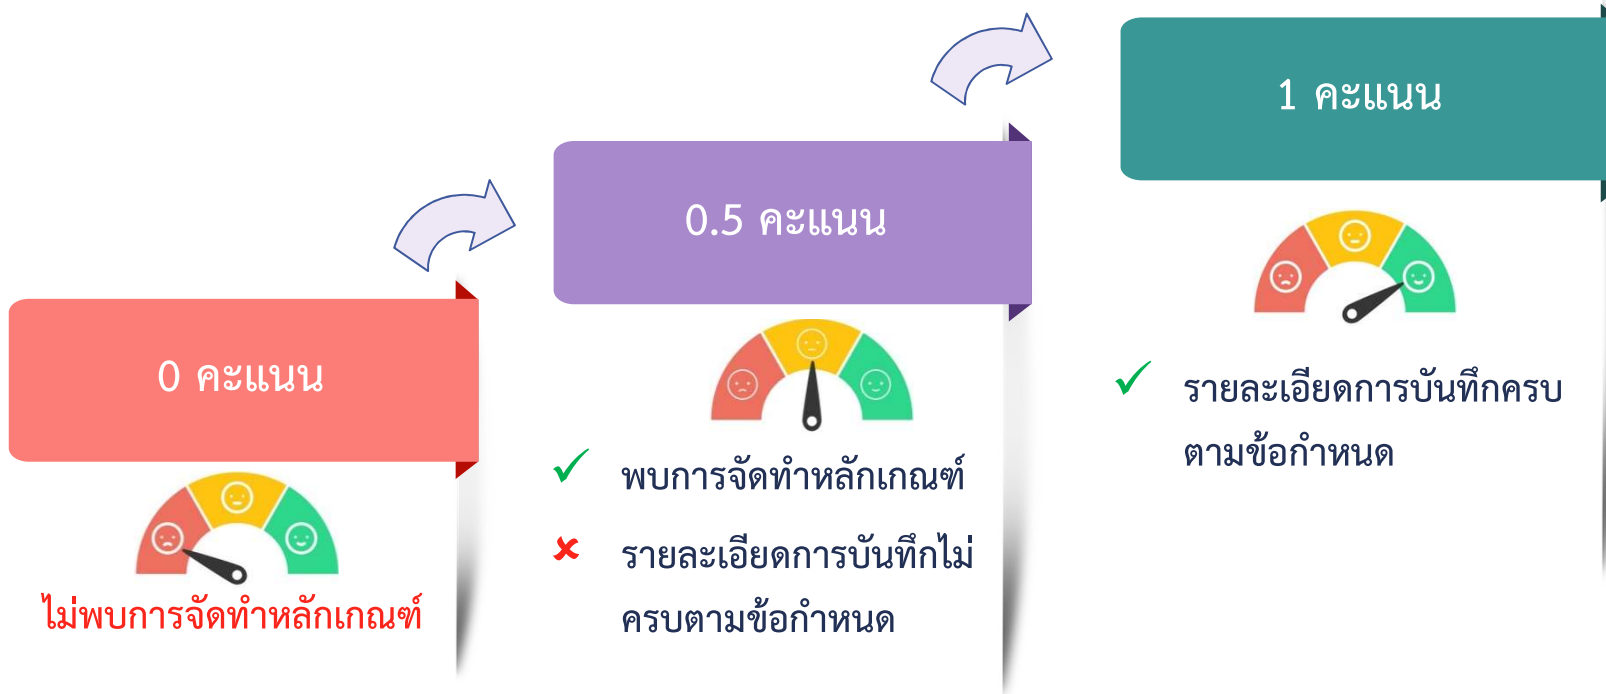 0 คะแนน
ไม่พบการจัดทำหลักเกณฑ์
0.5 คะแนน
พบการจัดทำหลักเกณฑ์
รายละเอียดการบันทึกไม่
ครบตามข้อกำหนด
1 คะแนน
รายละเอียดการบันทึกครบ
ตามข้อกำหนด